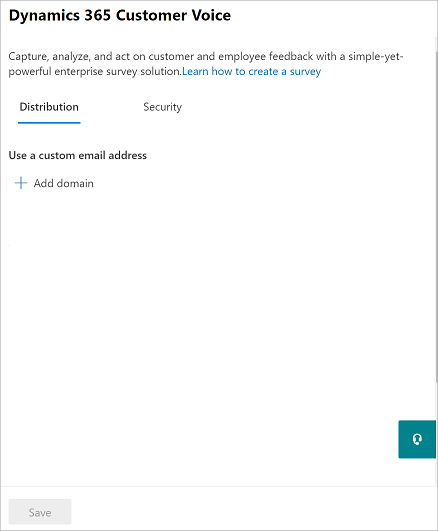 Dynamics 365 Customer Voice
Capture, analyze, and act on customer and employee feedback with a simple-yet-
powerful enterprise survey solution.Learn how to create a survey
Distribution
Security
Use a custom email address
Add domain
Save